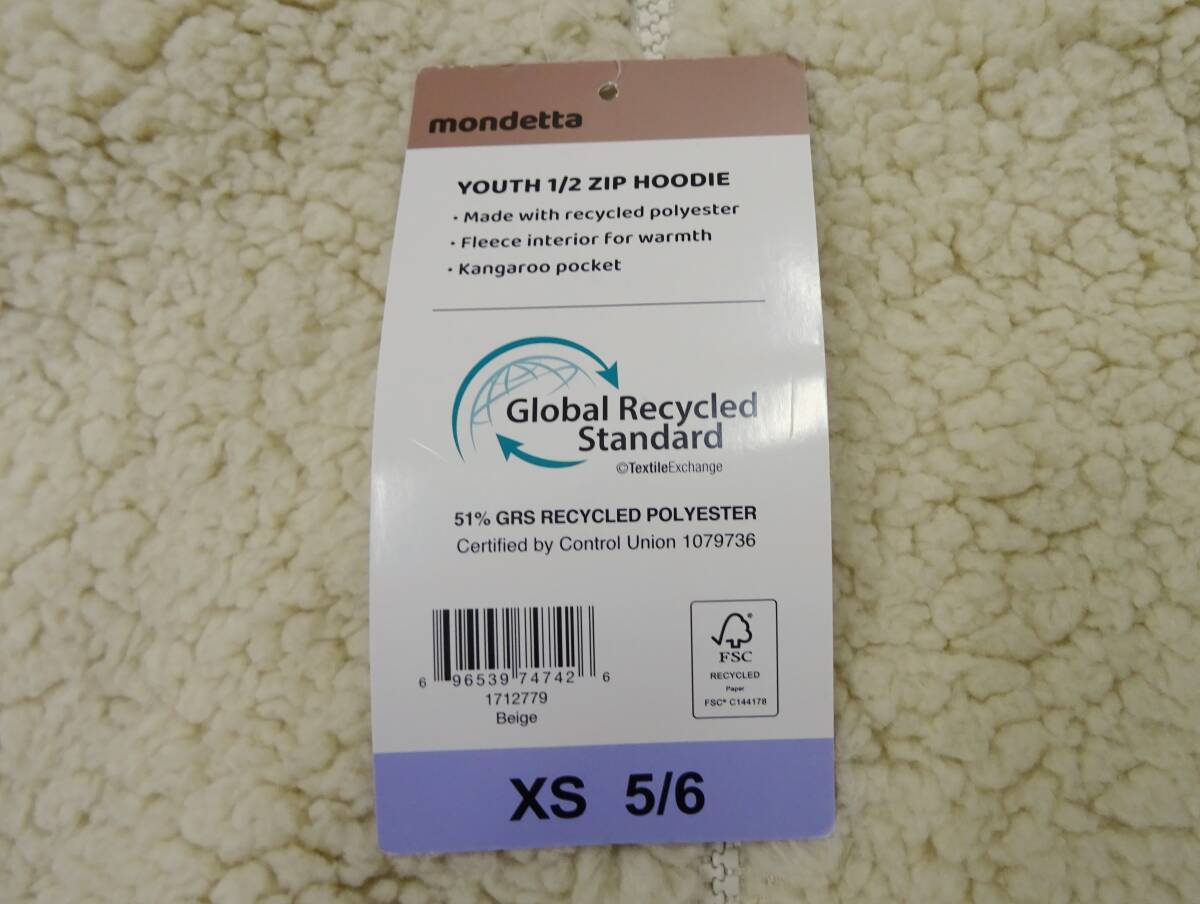 mondetta
YOUTH 1/2 ZIP HOODIE
• Made with recycled polyester
• Fleece interior for warmth
• Kangaroo pocket
Global Recycled
Standard
©TextileExchange
51% GRS RECYCLED POLYESTER
Certified by Control Union 1079736
6 96539 74742 6
1712779
Beige
FSC
RECYCLED
Paper
FSC® C144178
XS 5/6